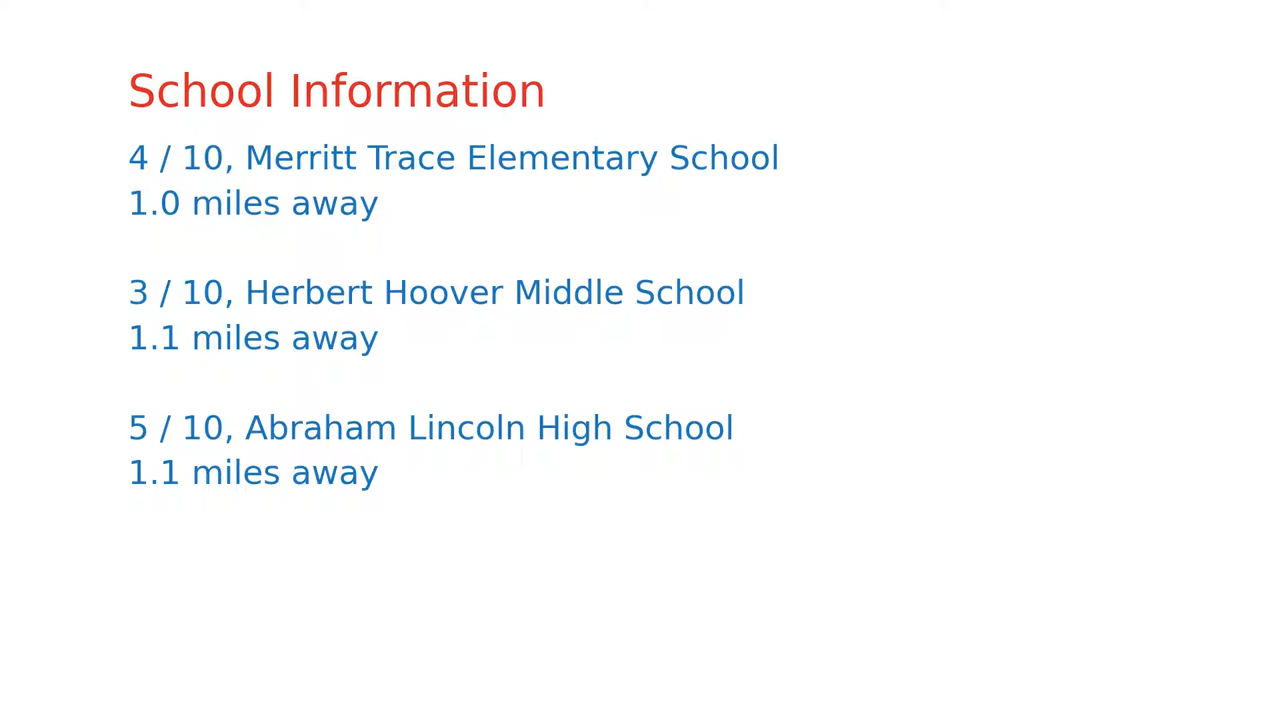 School Information
4 / 10, Merritt Trace Elementary School
1.0 miles away
3 / 10, Herbert Hoover Middle School
1.1 miles away
5 / 10, Abraham Lincoln High School
1.1 miles away